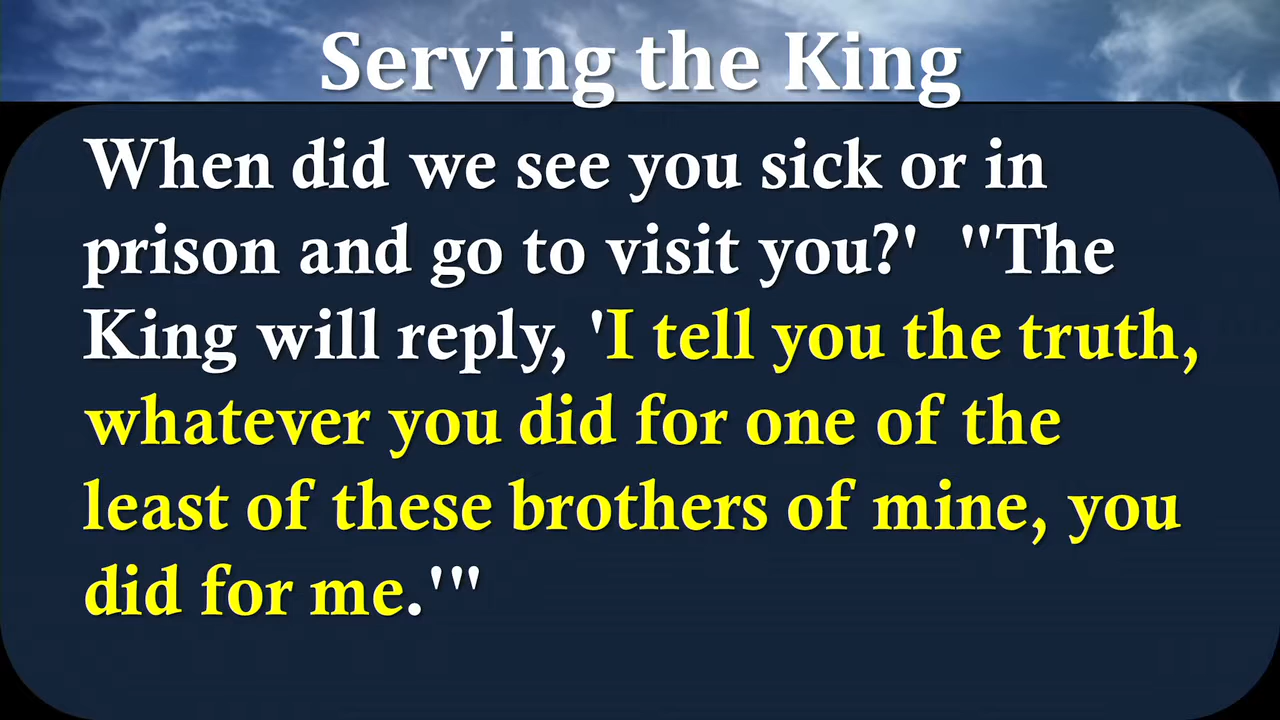 Serving the King
When did we see you sick or in
prison and go to visit you?'  "The
King will reply, 'I tell you the truth,
whatever you did for one of the
least of these brothers of mine, you
did for me.'"